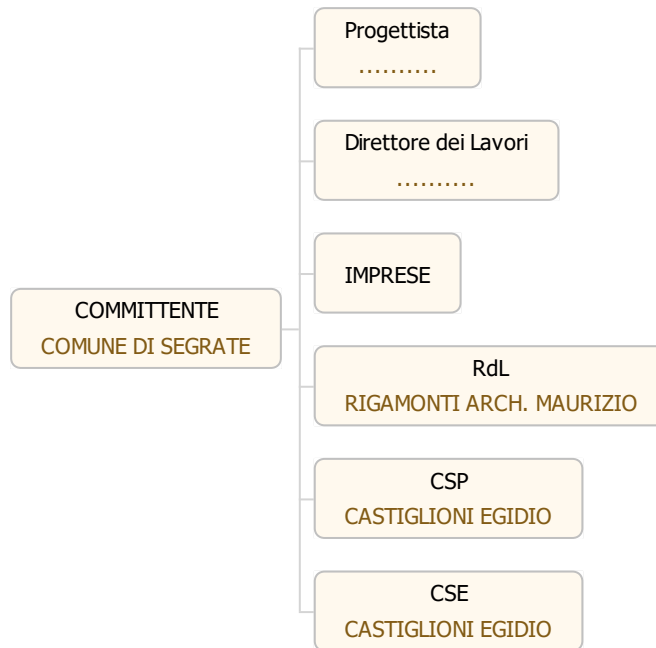 Progettista
..........
Direttore dei Lavori
..........
IMPRESE
COMMITTENTE
COMUNE DI SEGRATE
RdL
RIGAMONTI ARCH. MAURIZIO
CSP
CASTIGLIONI EGIDIO
CSE
CASTIGLIONI EGIDIO